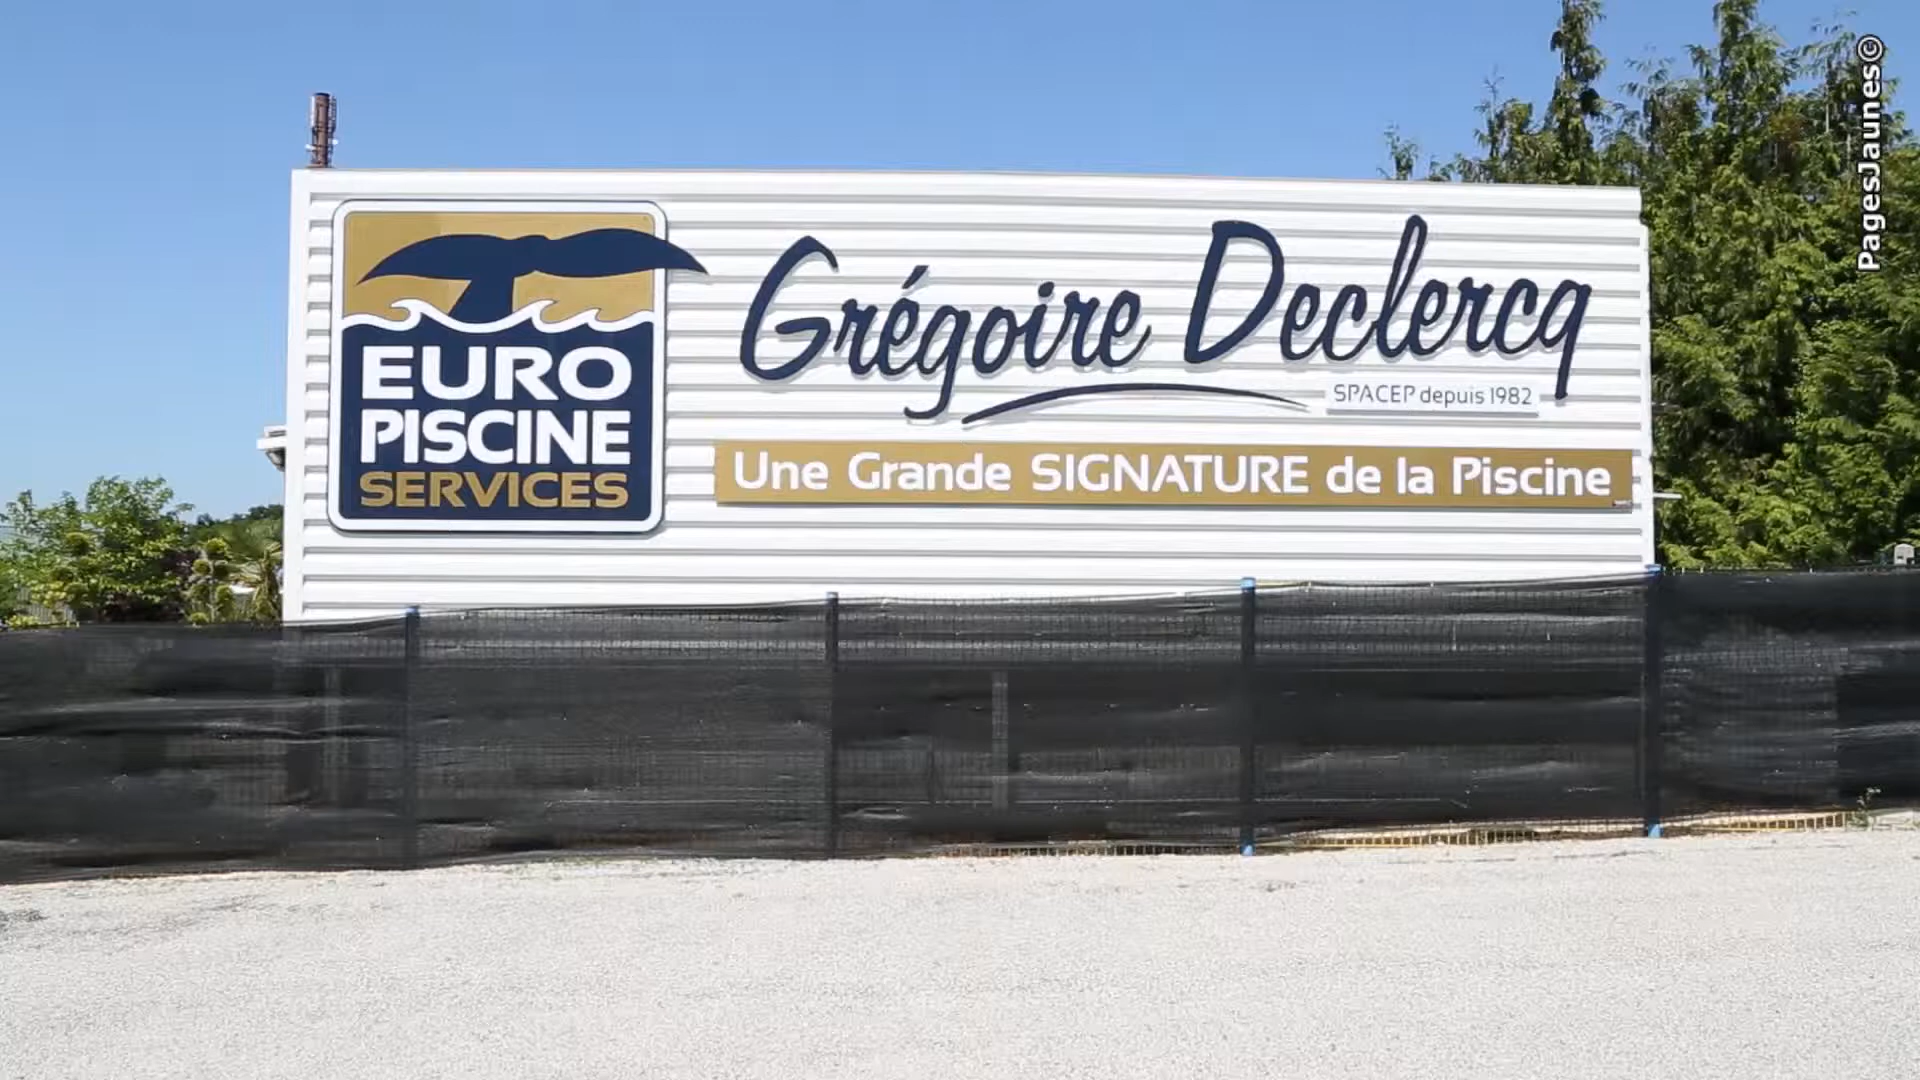 EURO
PISCINE
SERVICES
Grégoire Declercq
SPACEP depuis 1982
Une Grande SIGNATURE de la Piscine
PagesJaunes©